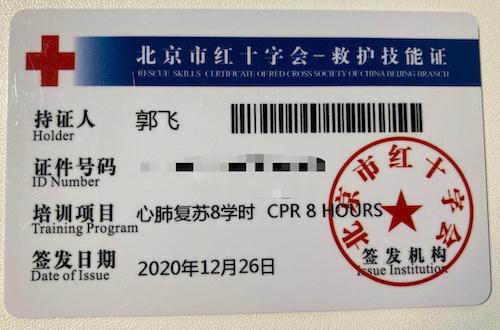 北京市红十字会-救护技能证
RESCUE SKILLS CERTIFICATE OF RED CROSS SOCIETY OF CHINA BEIJING BRANCH
持证人 郭飞
Holder
证件号码
ID Number
培训项目 心肺复苏8学时 CPR 8 HOURS
Training Program
签发日期 2020年12月26日
Date of Issue
北京市红十字会
签发机构
Issue Institution